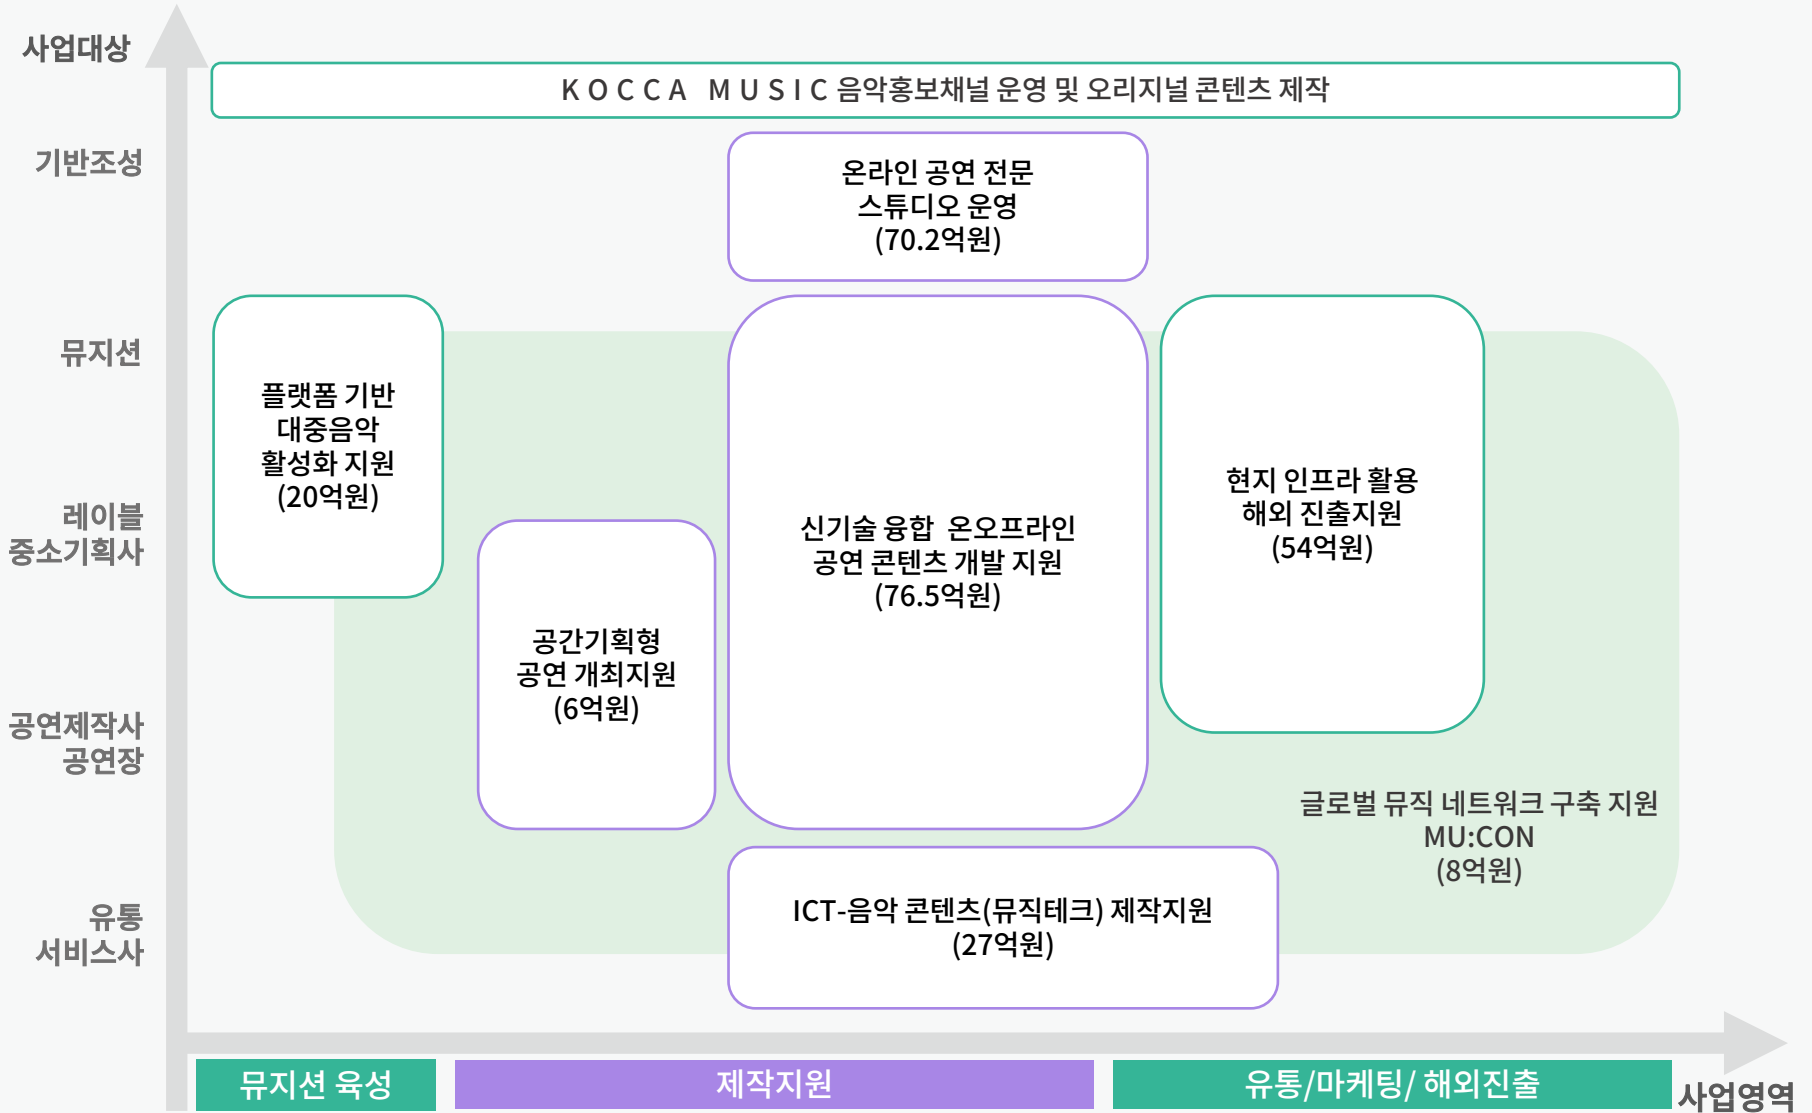 사업대상
K O C C A  M U S I C 음악홍보채널 운영 및 오리지널 콘텐츠 제작
기반조성
온라인 공연 전문
스튜디오 운영
(70.2억원)
뮤지션
플랫폼 기반
대중음악
활성화 지원
(20억원)
레이블
중소기획사
신기술 융합 온오프라인
공연 콘텐츠 개발 지원
(76.5억원)
현지 인프라 활용
해외 진출지원
(54억원)
공간기획형
공연 개최지원
(6억원)
공연제작사
공연장
글로벌 뮤직 네트워크 구축 지원
MU:CON
(8억원)
유통
서비스사
ICT-음악 콘텐츠(뮤직테크) 제작지원
(27억원)
뮤지션 육성
제작지원
유통/마케팅/ 해외진출
사업영역